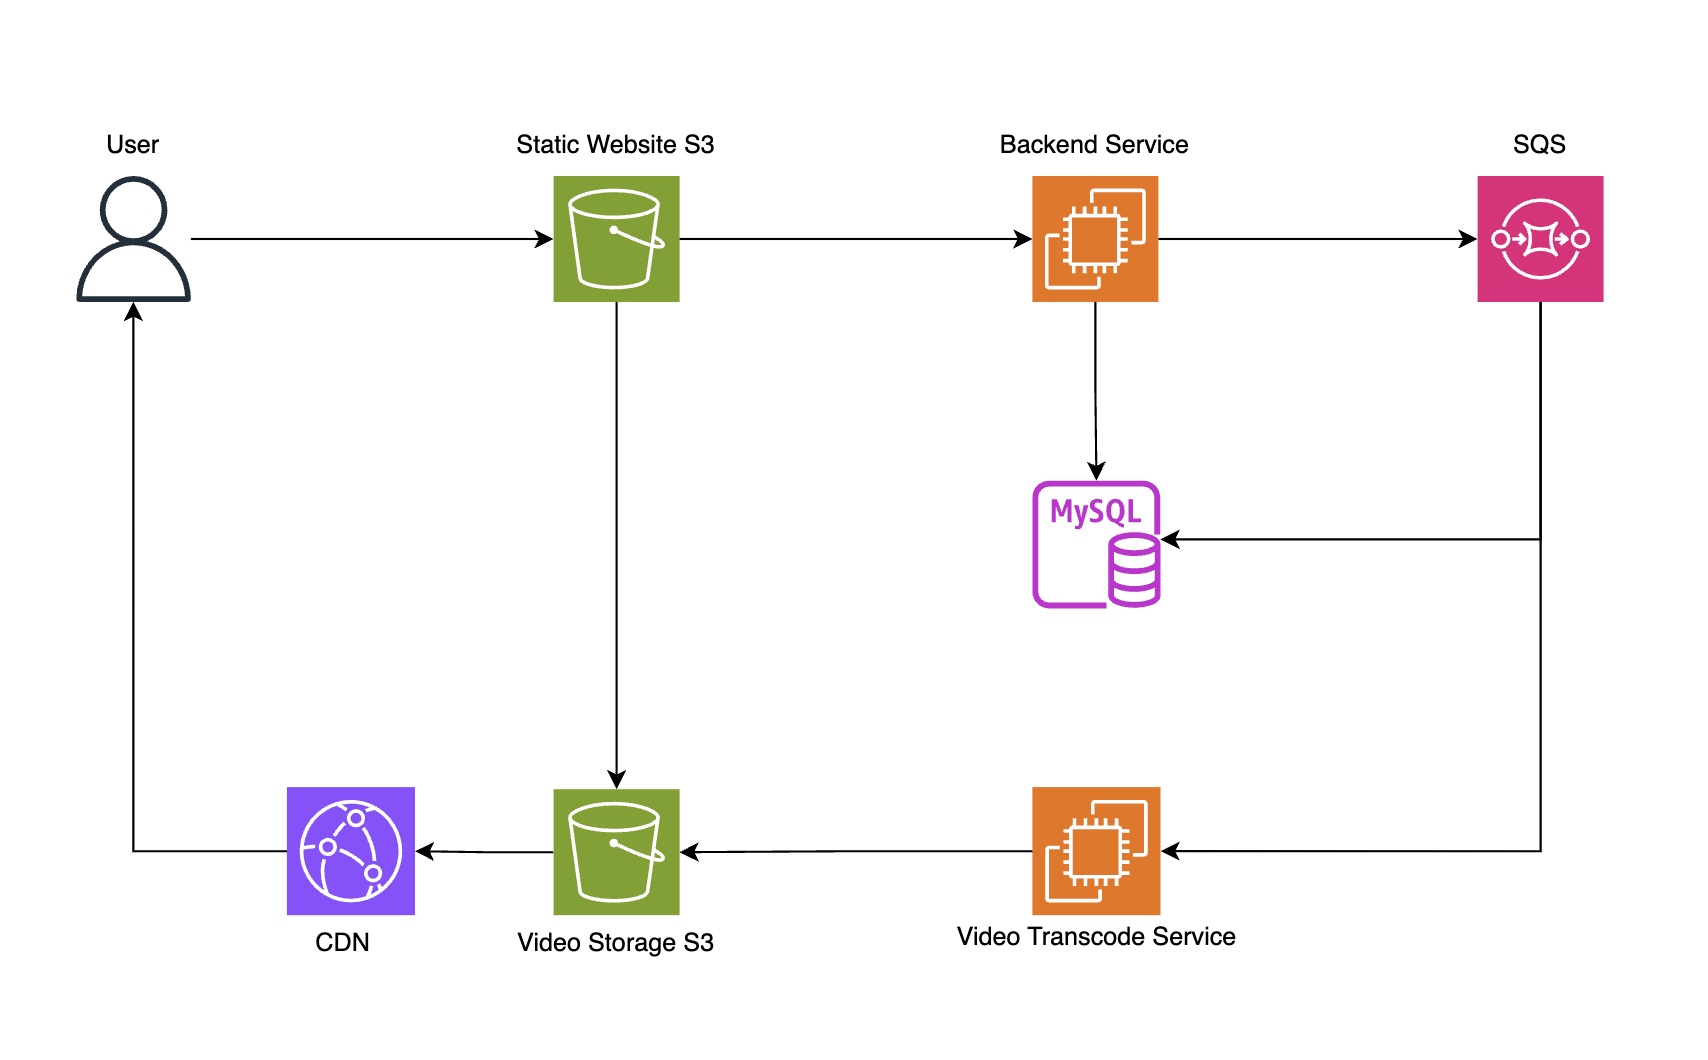 User
Static Website S3
Backend Service
SQS
MySQL
CDN
Video Storage S3
Video Transcode Service